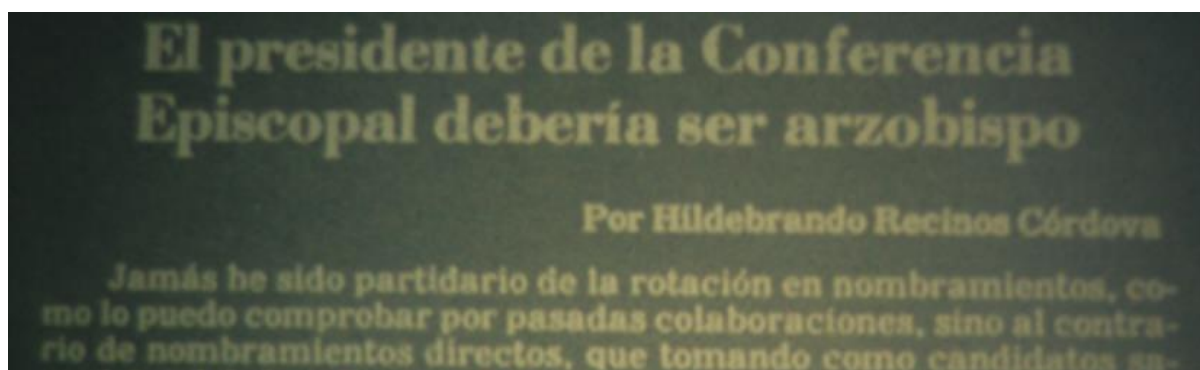 El presidente de la Conferencia
Episcopal debería ser arzobispo
Por Hildebrando Recinos Córdova
Jamás he sido partidario de la rotación en nombramientos, co-
mo lo puedo comprobar por pasadas colaboraciones, sino al contra-
rio de nombramientos directos, que tomando como candidatos sa-